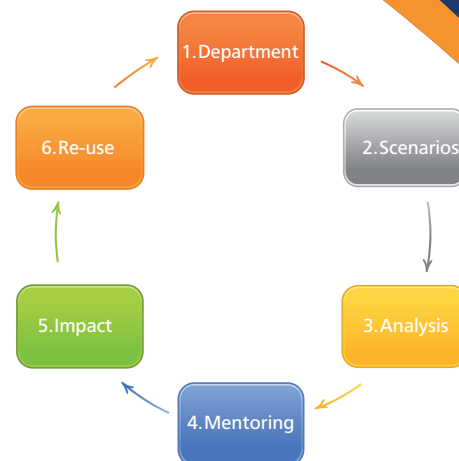 1.Department
2.Scenarios
3.Analysis
4.Mentoring
5.Impact
6.Re-use